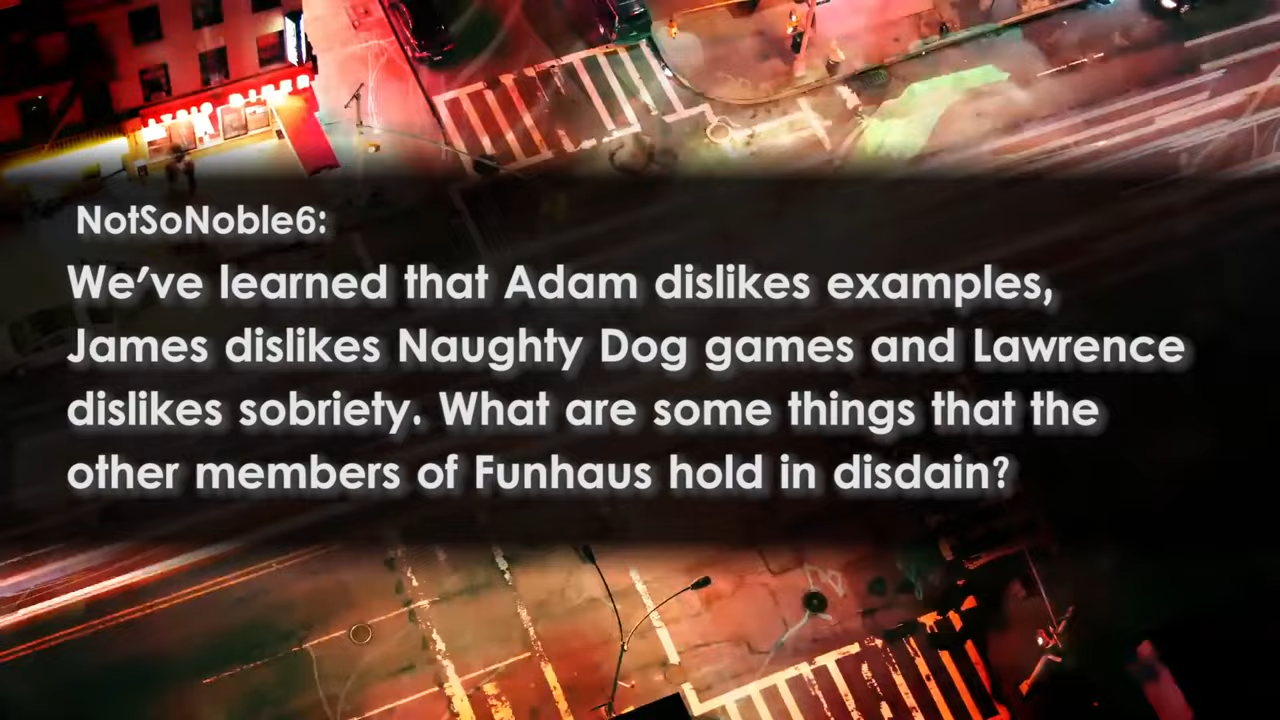 NotSoNoble6:
We've learned that Adam dislikes examples,
James dislikes Naughty Dog games and Lawrence
dislikes sobriety. What are some things that the
other members of Funhaus hold in disdain?